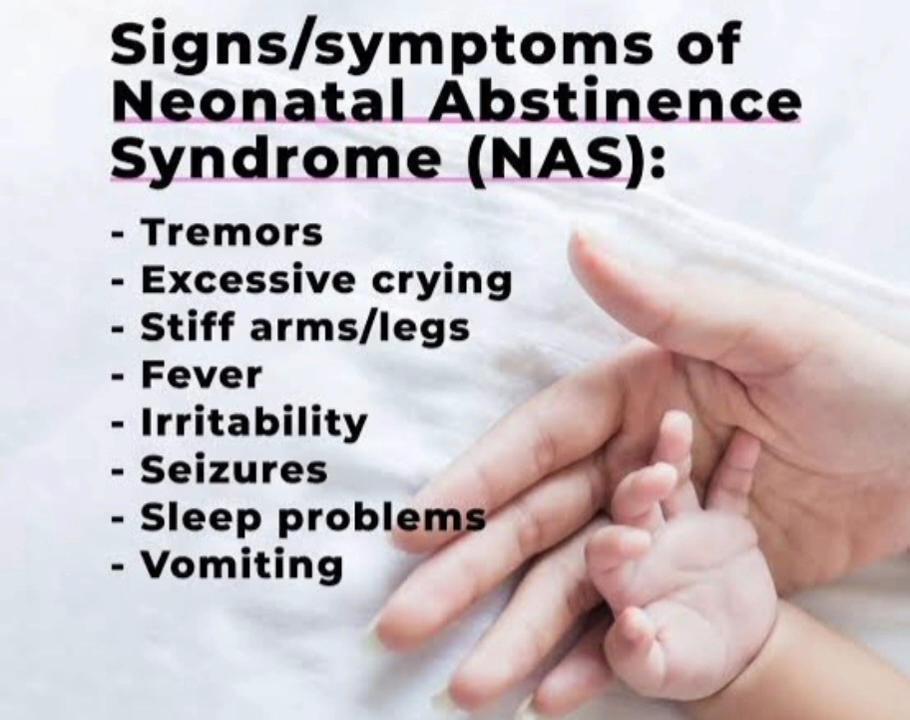 Signs/symptoms of
Neonatal Abstinence
Syndrome (NAS):
- Tremors
- Excessive crying
- Stiff arms/legs
- Fever
- Irritability
- Seizures
- Sleep problems
- Vomiting